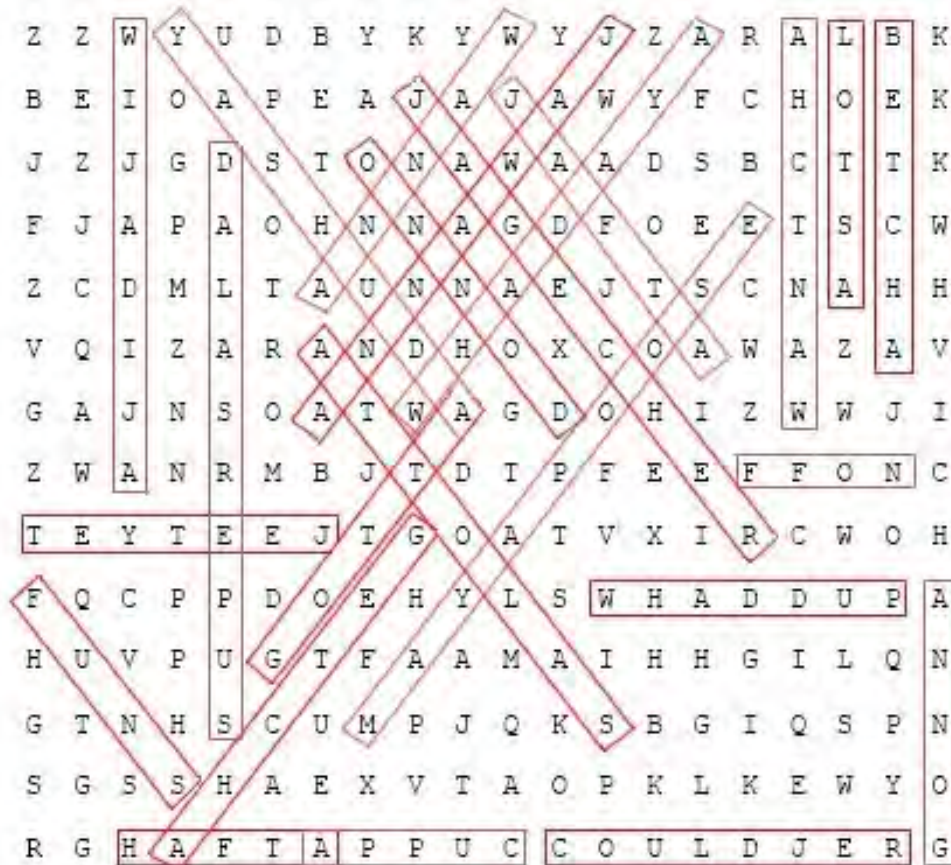 Z Z W Y U D B Y K Y W Y J Z A R A L B K
B E I O A P E A J A J A W Y F C H O E K
J Z J G D S T O N A W A A D S B C T T K
F J A P A O H N N A G D F O E E T S C W
Z C D M L T A U N N A E J T S C N A H H
V Q I Z A R A N D H O X C O A W A Z A V
G A J N S O A T W A G D O H I Z W W J I
Z W A N R M B J T D T P F E E F F O N C
T E Y T E E J T G O A T V X I R C W O H
F Q C P P D O E H Y L S W H A D D U P A
H U V P U G T F A A M A I H H G I L Q N
G T N H S C U M P J Q K S B G I Q S P N
S G S S H A E X V T A O P K L K E W Y O
R G H A F T A P P U C C O U L D J E R G